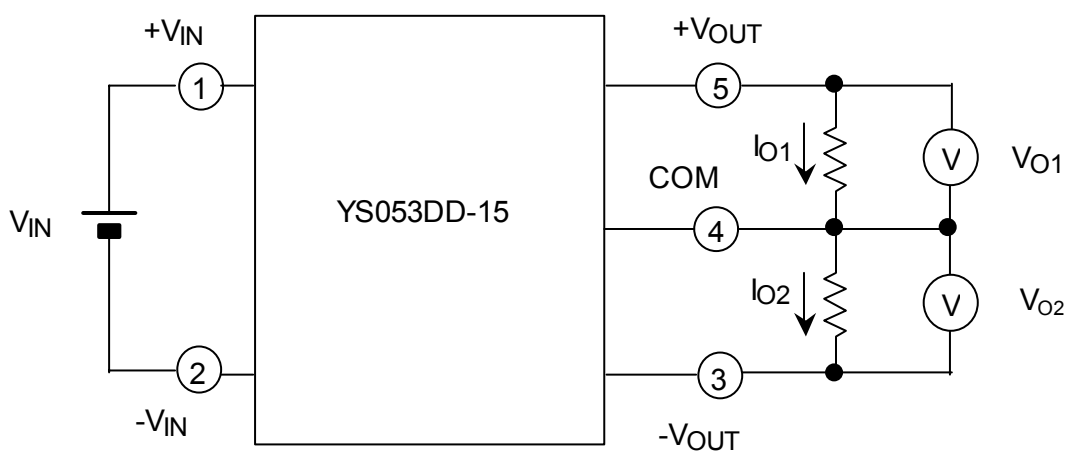 +VIN
1
VIN
2
-VIN
YS053DD-15
+VOUT
5
IO1
V
VO1
COM
4
IO2
V
VO2
3
-VOUT